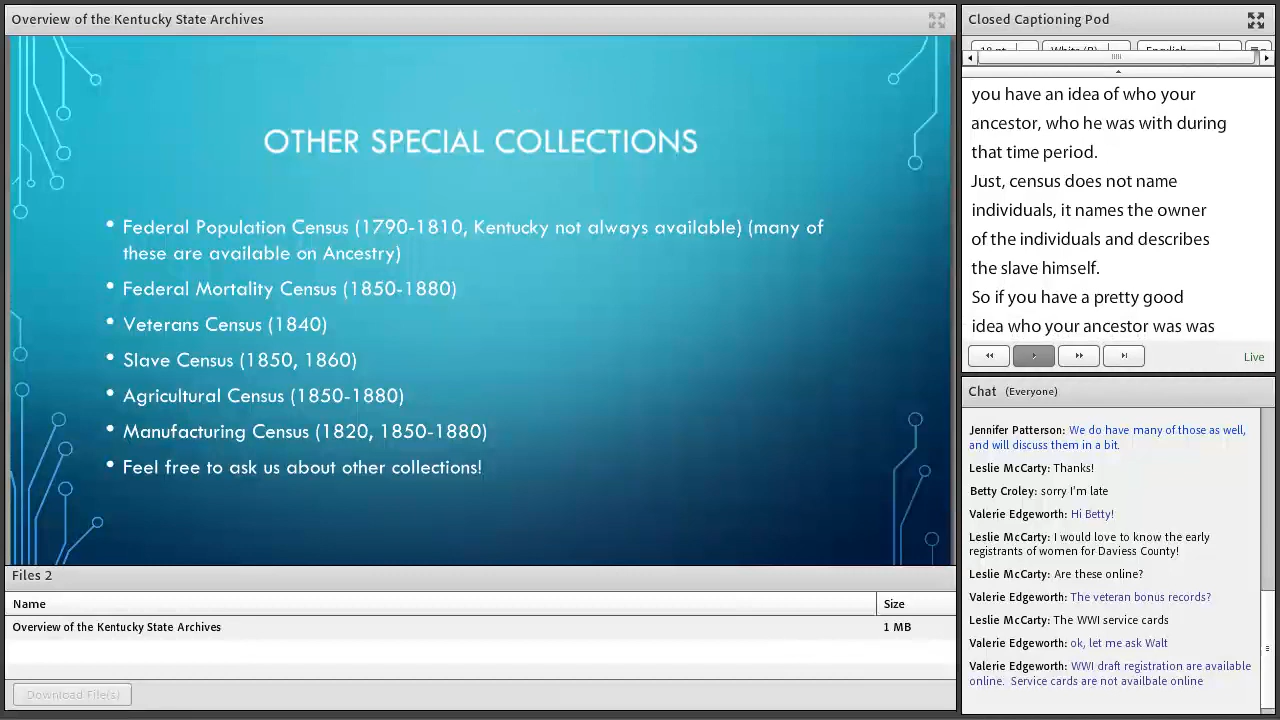 Overview of the Kentucky State Archives
OTHER SPECIAL COLLECTIONS
• Federal Population Census (1790-1810, Kentucky not always available) (many of
these are available on Ancestry)
• Federal Mortality Census (1850-1880)
• Veterans Census (1840)
• Slave Census (1850, 1860)
• Agricultural Census (1850-1880)
• Manufacturing Census (1820, 1850-1880)
• Feel free to ask us about other collections!
Files 2
Name Size
Overview of the Kentucky State Archives 1 MB
Download File(s)
Closed Captioning Pod
18 pt White (B) English
you have an idea of who your
ancestor, who he was with during
that time period.
Just, census does not name
individuals, it names the owner
of the individuals and describes
the slave himself.
So if you have a pretty good
idea who your ancestor was was
Live
Chat (Everyone)
Jennifer Patterson: We do have many of those as well,
and will discuss them in a bit.
Leslie McCarty: Thanks!
Betty Croley: sorry I'm late
Valerie Edgeworth: Hi Betty!
Leslie McCarty: I would love to know the early
registrants of women for Daviess County!
Leslie McCarty: Are these online?
Valerie Edgeworth: The veteran bonus records?
Leslie McCarty: The WWI service cards
Valerie Edgeworth: ok, let me ask Walt
Valerie Edgeworth: WWI draft registration are available
online. Service cards are not availbale online